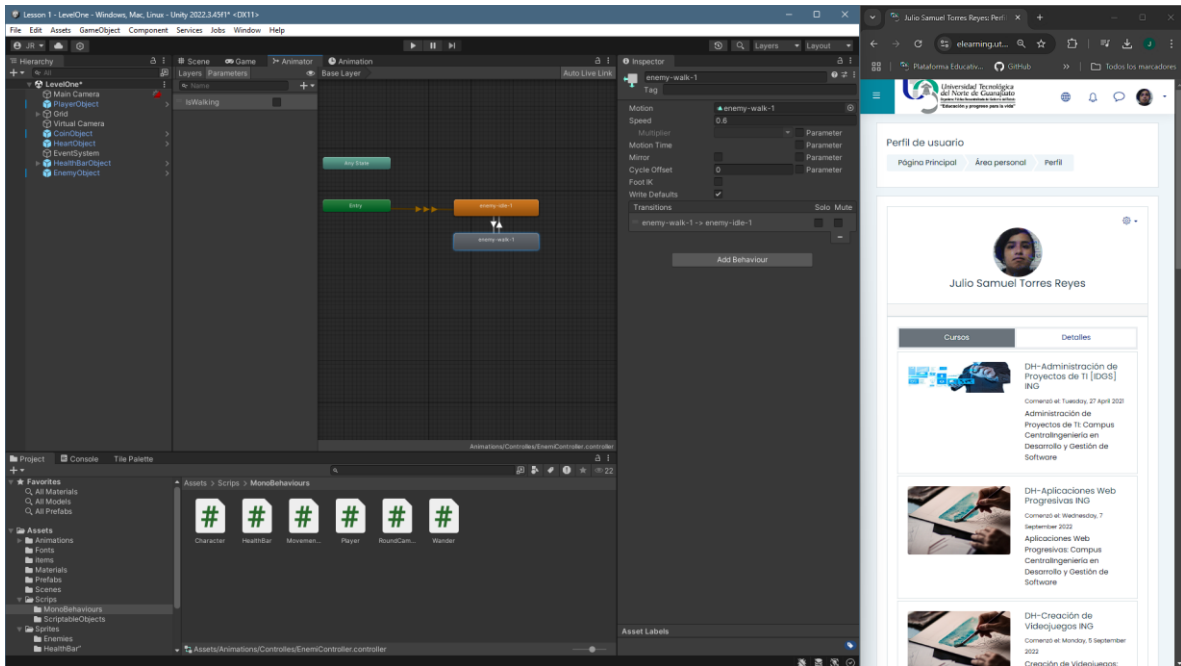 Lesson 1 - LevelOne - Windows, Mac, Linux - Unity 2022.3.45f1* <DX11>
File Edit Assets GameObject Component Services Jobs Window Help
JR
Layers Layout
Hierarchy
All
LevelOne*
Main Camera
PlayerObject
Grid
Virtual Camera
CoinObject
HeartObject
EventSystem
HealthBarObject
EnemyObject
Scene Game Animator Animation
Layers Parameters Base Layer Auto Live Link
Name
IsWalking
Any State
Entry
enemy-idle-1
enemy-walk-1
Animations/Controlles/EnemiController.controller
Inspector
enemy-walk-1
Tag
Motion enemy-walk-1
Speed 0.6
Multiplier Parameter
Motion Time Parameter
Mirror Parameter
Cycle Offset 0 Parameter
Foot IK
Write Defaults
Transitions Solo Mute
enemy-walk-1 -> enemy-idle-1
Add Behaviour
Asset Labels
Project Console Tile Palette
22
Favorites
All Materials
All Models
All Prefabs
Assets
Animations
Fonts
items
Materials
Prefabs
Scenes
Scrips
MonoBehaviours
ScriptableObjects
Sprites
Enemies
HealthBar"
Assets > Scrips > MonoBehaviours
Character HealthBar Movemen... Player RoundCam... Wander
Assets/Animations/Controlles/EnemiController.controller
Julio Samuel Torres Reyes: Perfi
elearning.ut...
Plataforma Educativ... GitHub >> Todos los marcadores
Universidad Tecnológica
del Norte de Guanajuato
"Educación y progreso para la vida"
Perfil de usuario
Página Principal Área personal Perfil
Julio Samuel Torres Reyes
Cursos Detalles
DH-Administración de
Proyectos de TI [IDGS]
ING
Comenzó el: Tuesday, 27 April 2021
Administración de
Proyectos de TI: Campus
CentralIngeniería en
Desarrollo y Gestión de
Software
DH-Aplicaciones Web
Progresivas ING
Comenzó el: Wednesday, 7
September 2022
Aplicaciones Web
Progresivas: Campus
CentralIngeniería en
Desarrollo y Gestión de
Software
DH-Creación de
Videojuegos ING
Comenzó el: Monday, 5 September
2022
Creación de Videojuegos: